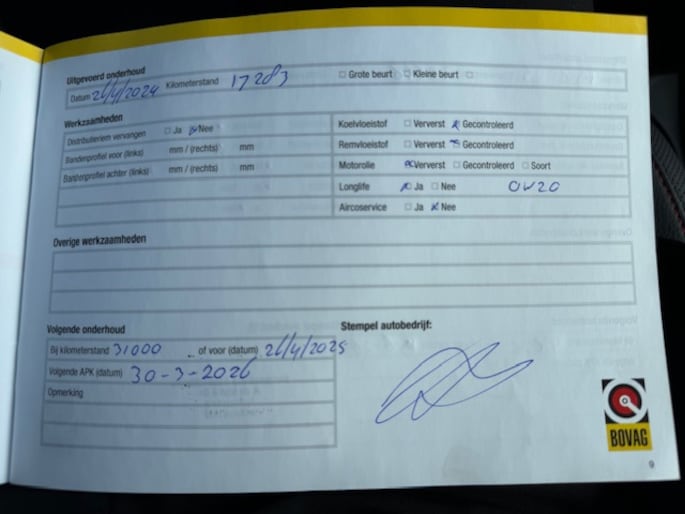 Uitgevoerd onderhoud
Datum 26/4/2024 Kilometerstand 17283 Grote beurt Kleine beurt
Werkzaamheden
Distributieriem vervangen Ja Nee
Bandenprofiel voor (links) mm / (rechts) mm
Bandenprofiel achter (links) mm / (rechts) mm
Koelvloeistof Ververst Gecontroleerd
Remvloeistof Ververst Gecontroleerd
Motorolie Ververst Gecontroleerd Soort
Longlife Ja Nee 0W20
Aircoservice Ja Nee
Overige werkzaamheden
Volgende onderhoud
Bij kilometerstand 31000 of voor (datum) 26/4/2025
Volgende APK (datum) 30-3-2026
Opmerking
Stempel autobedrijf:
BOVAG
9